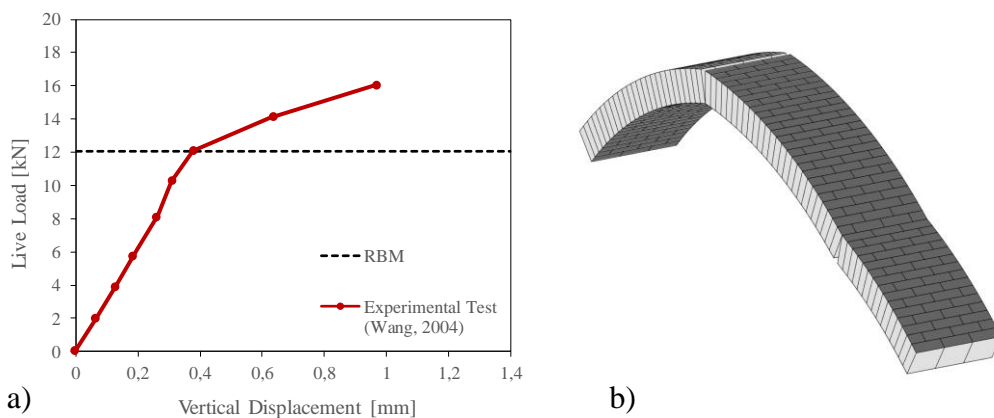 20
18
16
14
12
10
8
6
4
2
0
Live Load [kN]
RBM
Experimental Test
(Wang, 2004)
0 0,2 0,4 0,6 0,8 1 1,2 1,4
Vertical Displacement [mm]
a)
b)